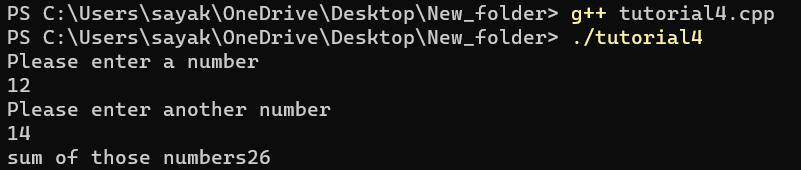 PS C:\Users\sayak\OneDrive\Desktop\New_folder> g++ tutorial4.cpp
PS C:\Users\sayak\OneDrive\Desktop\New_folder> ./tutorial4
Please enter a number
12
Please enter another number
14
sum of those numbers26